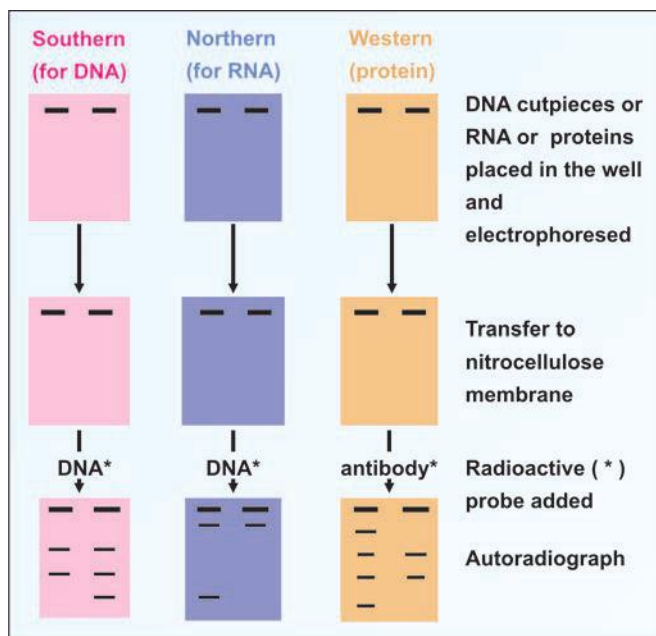 Southern
(for DNA)
Northern
(for RNA)
Western
(protein)
DNA cutpieces or
RNA or proteins
placed in the well
and
electrophoresed
Transfer to
nitrocellulose
membrane
DNA*
DNA*
antibody*
Radioactive ( * )
probe added
Autoradiograph